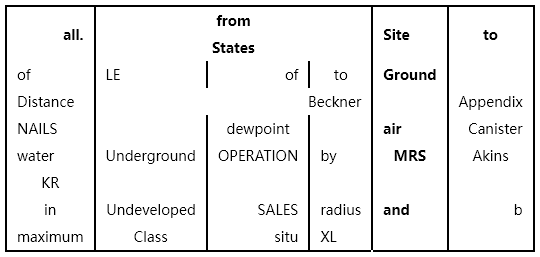 all. from States Site to
of LE of to Ground
Distance Beckner Appendix
NAILS dewpoint air Canister
water Underground OPERATION by MRS Akins
KR
in Undeveloped SALES radius and b
maximum Class situ XL